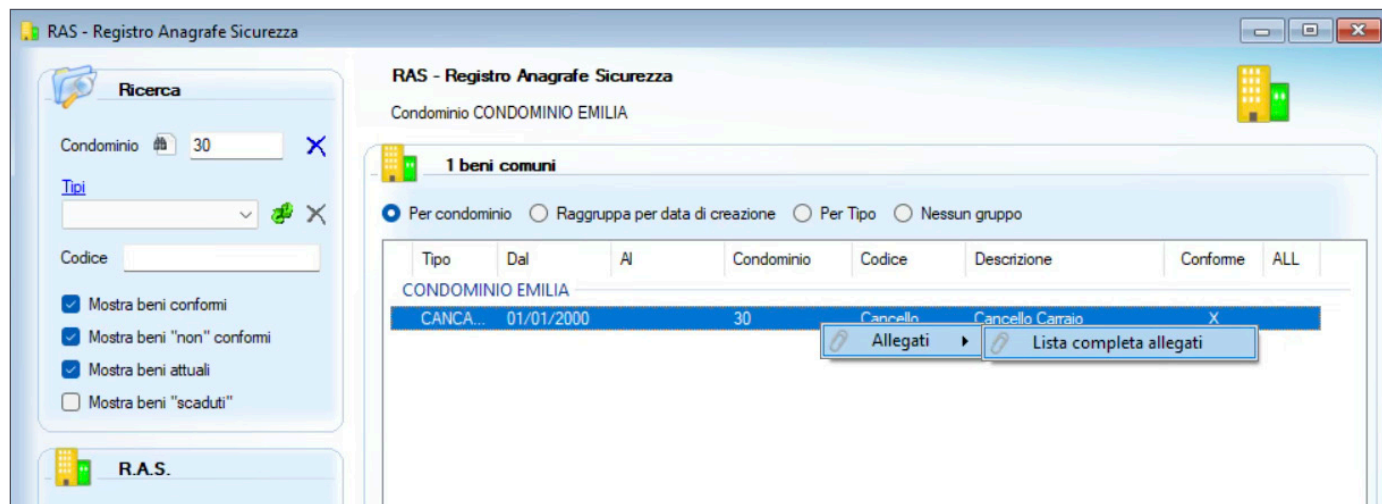 RAS - Registro Anagrafe Sicurezza
Ricerca
Condominio 30
Tipi
Codice
Mostra beni conformi
Mostra beni "non" conformi
Mostra beni attuali
Mostra beni "scaduti"
R.A.S.
RAS - Registro Anagrafe Sicurezza
Condominio CONDOMINIO EMILIA
1 beni comuni
Per condominio Raggruppa per data di creazione Per Tipo Nessun gruppo
Tipo Dal Al Condominio Codice Descrizione Conforme ALL
CONDOMINIO EMILIA
CANCA... 01/01/2000 30 Cancello Cancello Carraio X
Allegati Lista completa allegati